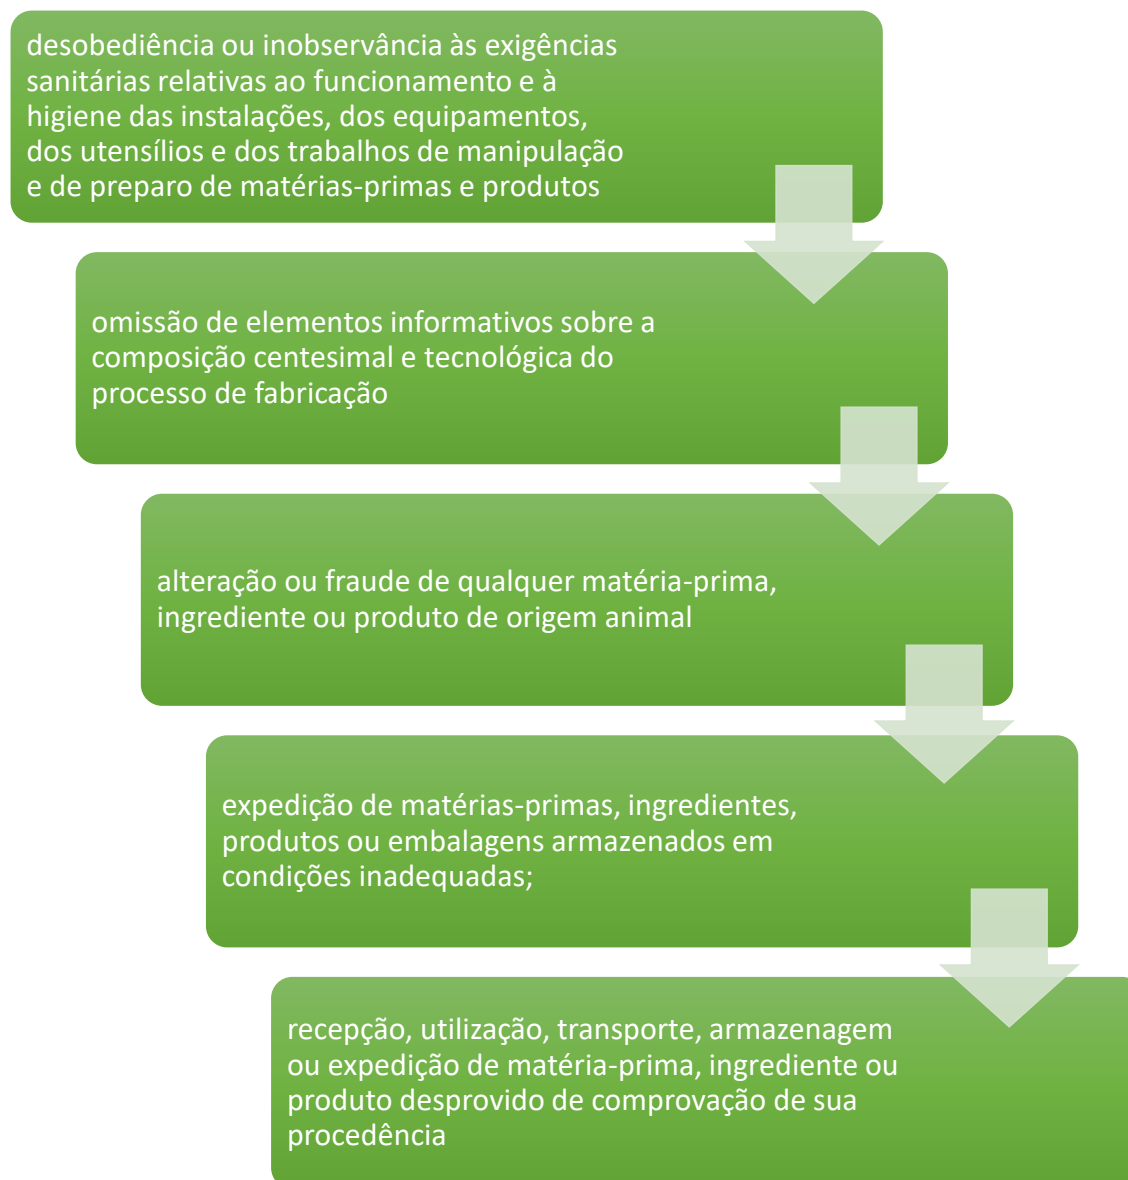 desobediência ou inobservância às exigências
sanitárias relativas ao funcionamento e à
higiene das instalações, dos equipamentos,
dos utensílios e dos trabalhos de manipulação
e de preparo de matérias-primas e produtos
omissão de elementos informativos sobre a
composição centesimal e tecnológica do
processo de fabricação
alteração ou fraude de qualquer matéria-prima,
ingrediente ou produto de origem animal
expedição de matérias-primas, ingredientes,
produtos ou embalagens armazenados em
condições inadequadas;
recepção, utilização, transporte, armazenagem
ou expedição de matéria-prima, ingrediente ou
produto desprovido de comprovação de sua
procedência